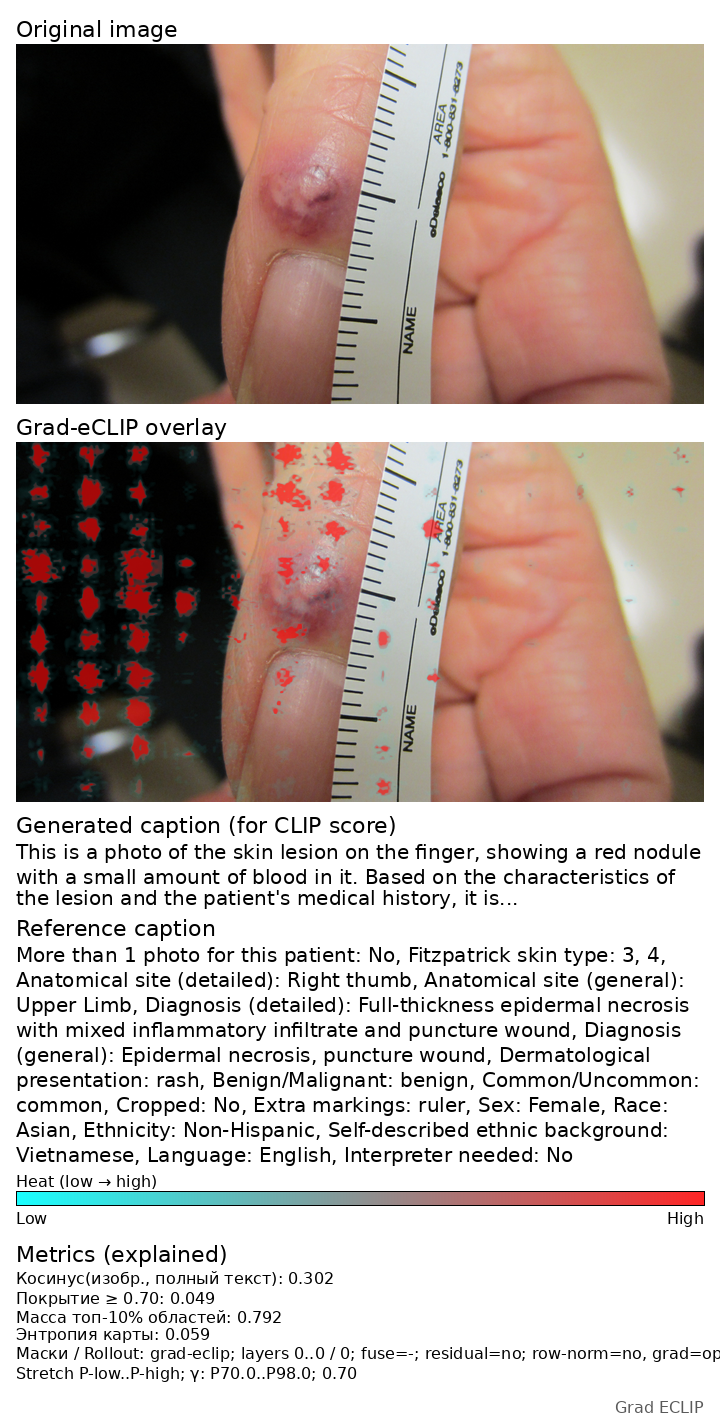 Original image
AREA
1-800-831-6273
eDelasco
NAME
Grad-eCLIP overlay
AREA
1-800-831-6273
eDelasco
NAME
Generated caption (for CLIP score)
This is a photo of the skin lesion on the finger, showing a red nodule
with a small amount of blood in it. Based on the characteristics of
the lesion and the patient's medical history, it is...
Reference caption
More than 1 photo for this patient: No, Fitzpatrick skin type: 3, 4,
Anatomical site (detailed): Right thumb, Anatomical site (general):
Upper Limb, Diagnosis (detailed): Full-thickness epidermal necrosis
with mixed inflammatory infiltrate and puncture wound, Diagnosis
(general): Epidermal necrosis, puncture wound, Dermatological
presentation: rash, Benign/Malignant: benign, Common/Uncommon:
common, Cropped: No, Extra markings: ruler, Sex: Female, Race:
Asian, Ethnicity: Non-Hispanic, Self-described ethnic background:
Vietnamese, Language: English, Interpreter needed: No
Heat (low → high)
Low High
Metrics (explained)
Косинус(изобр., полный текст): 0.302
Покрытие ≥ 0.70: 0.049
Масса топ-10% областей: 0.792
Энтропия карты: 0.059
Маски / Rollout: grad-eclip; layers 0..0 / 0; fuse=-; residual=no; row-norm=no, grad=op
Stretch P-low..P-high; γ: P70.0..P98.0; 0.70
Grad ECLIP